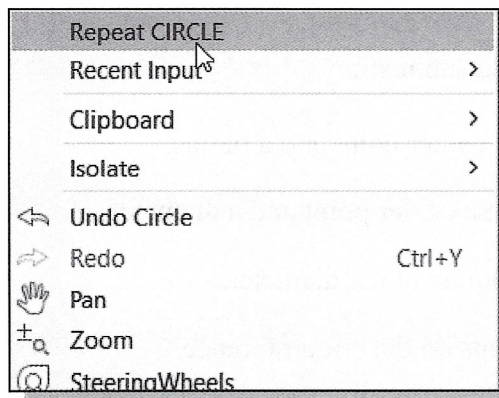 Repeat CIRCLE
Recent Input >
Clipboard >
Isolate >
Undo Circle
Redo Ctrl+Y
Pan
Zoom
SteeringWheels